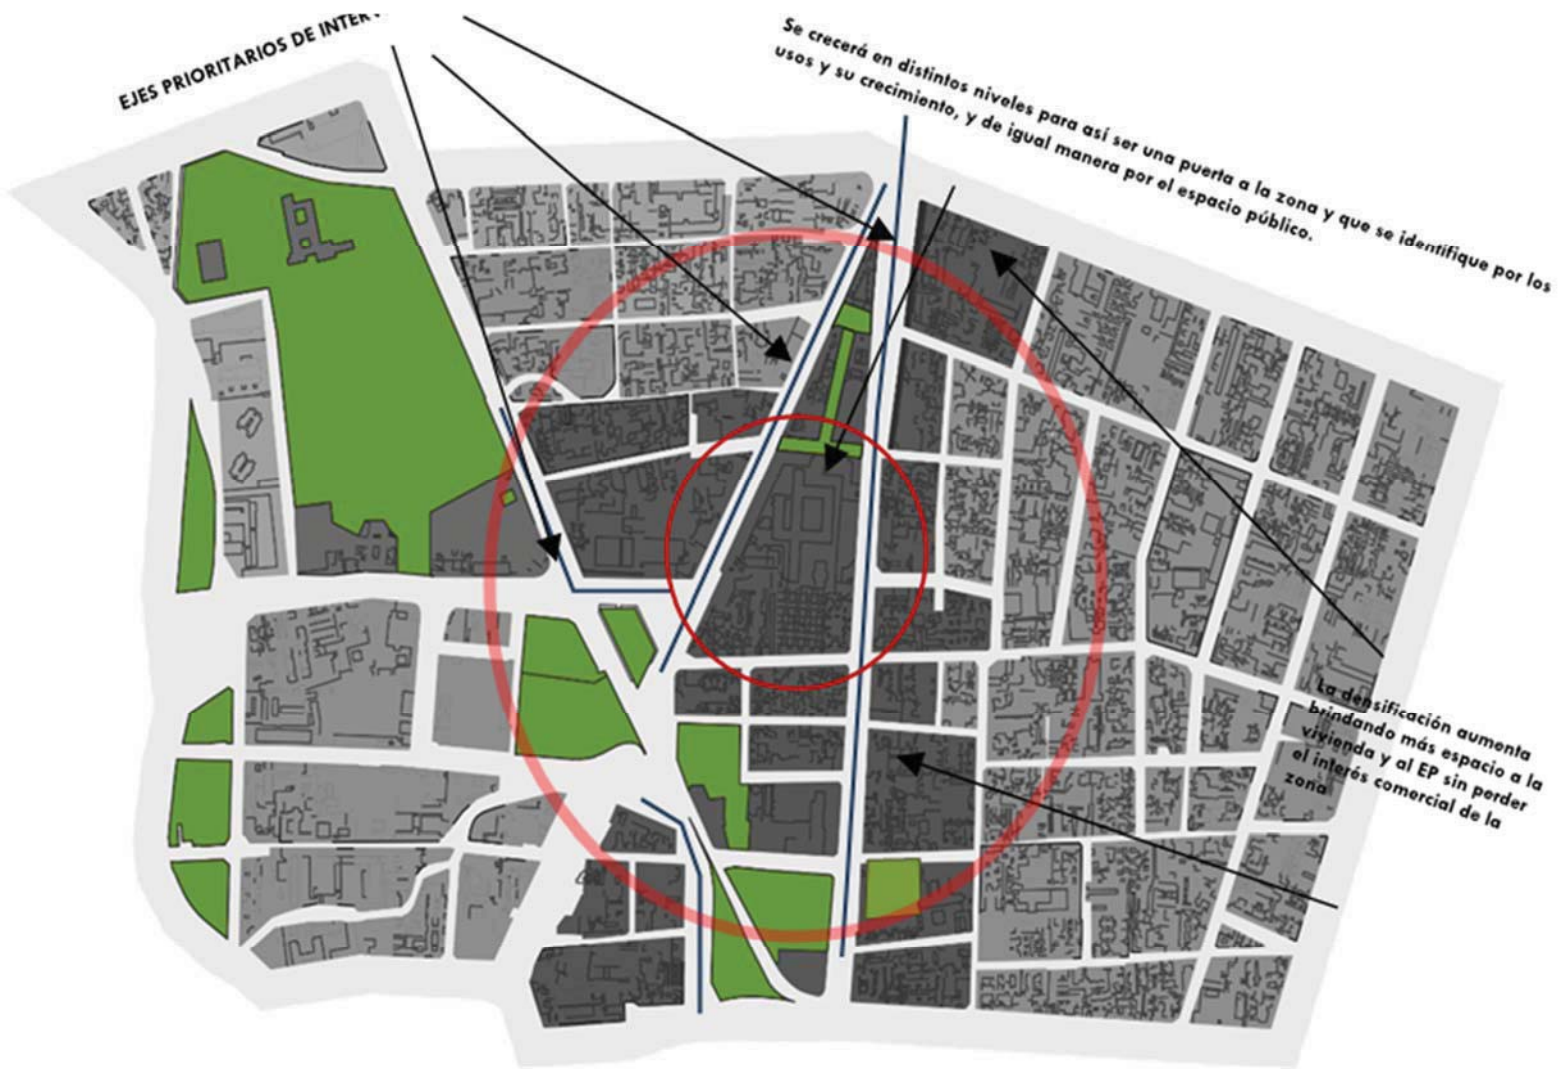 EJES PRIORITARIOS DE
Se crecerá en distintos niveles para así ser una puerta a la zona y que se identifique por los
usos y su crecimiento, y de igual manera por el espacio público.
La densificación aumenta
brindando más espacio a la
vivienda y al EP sin perder
el interés comercial de la
zona